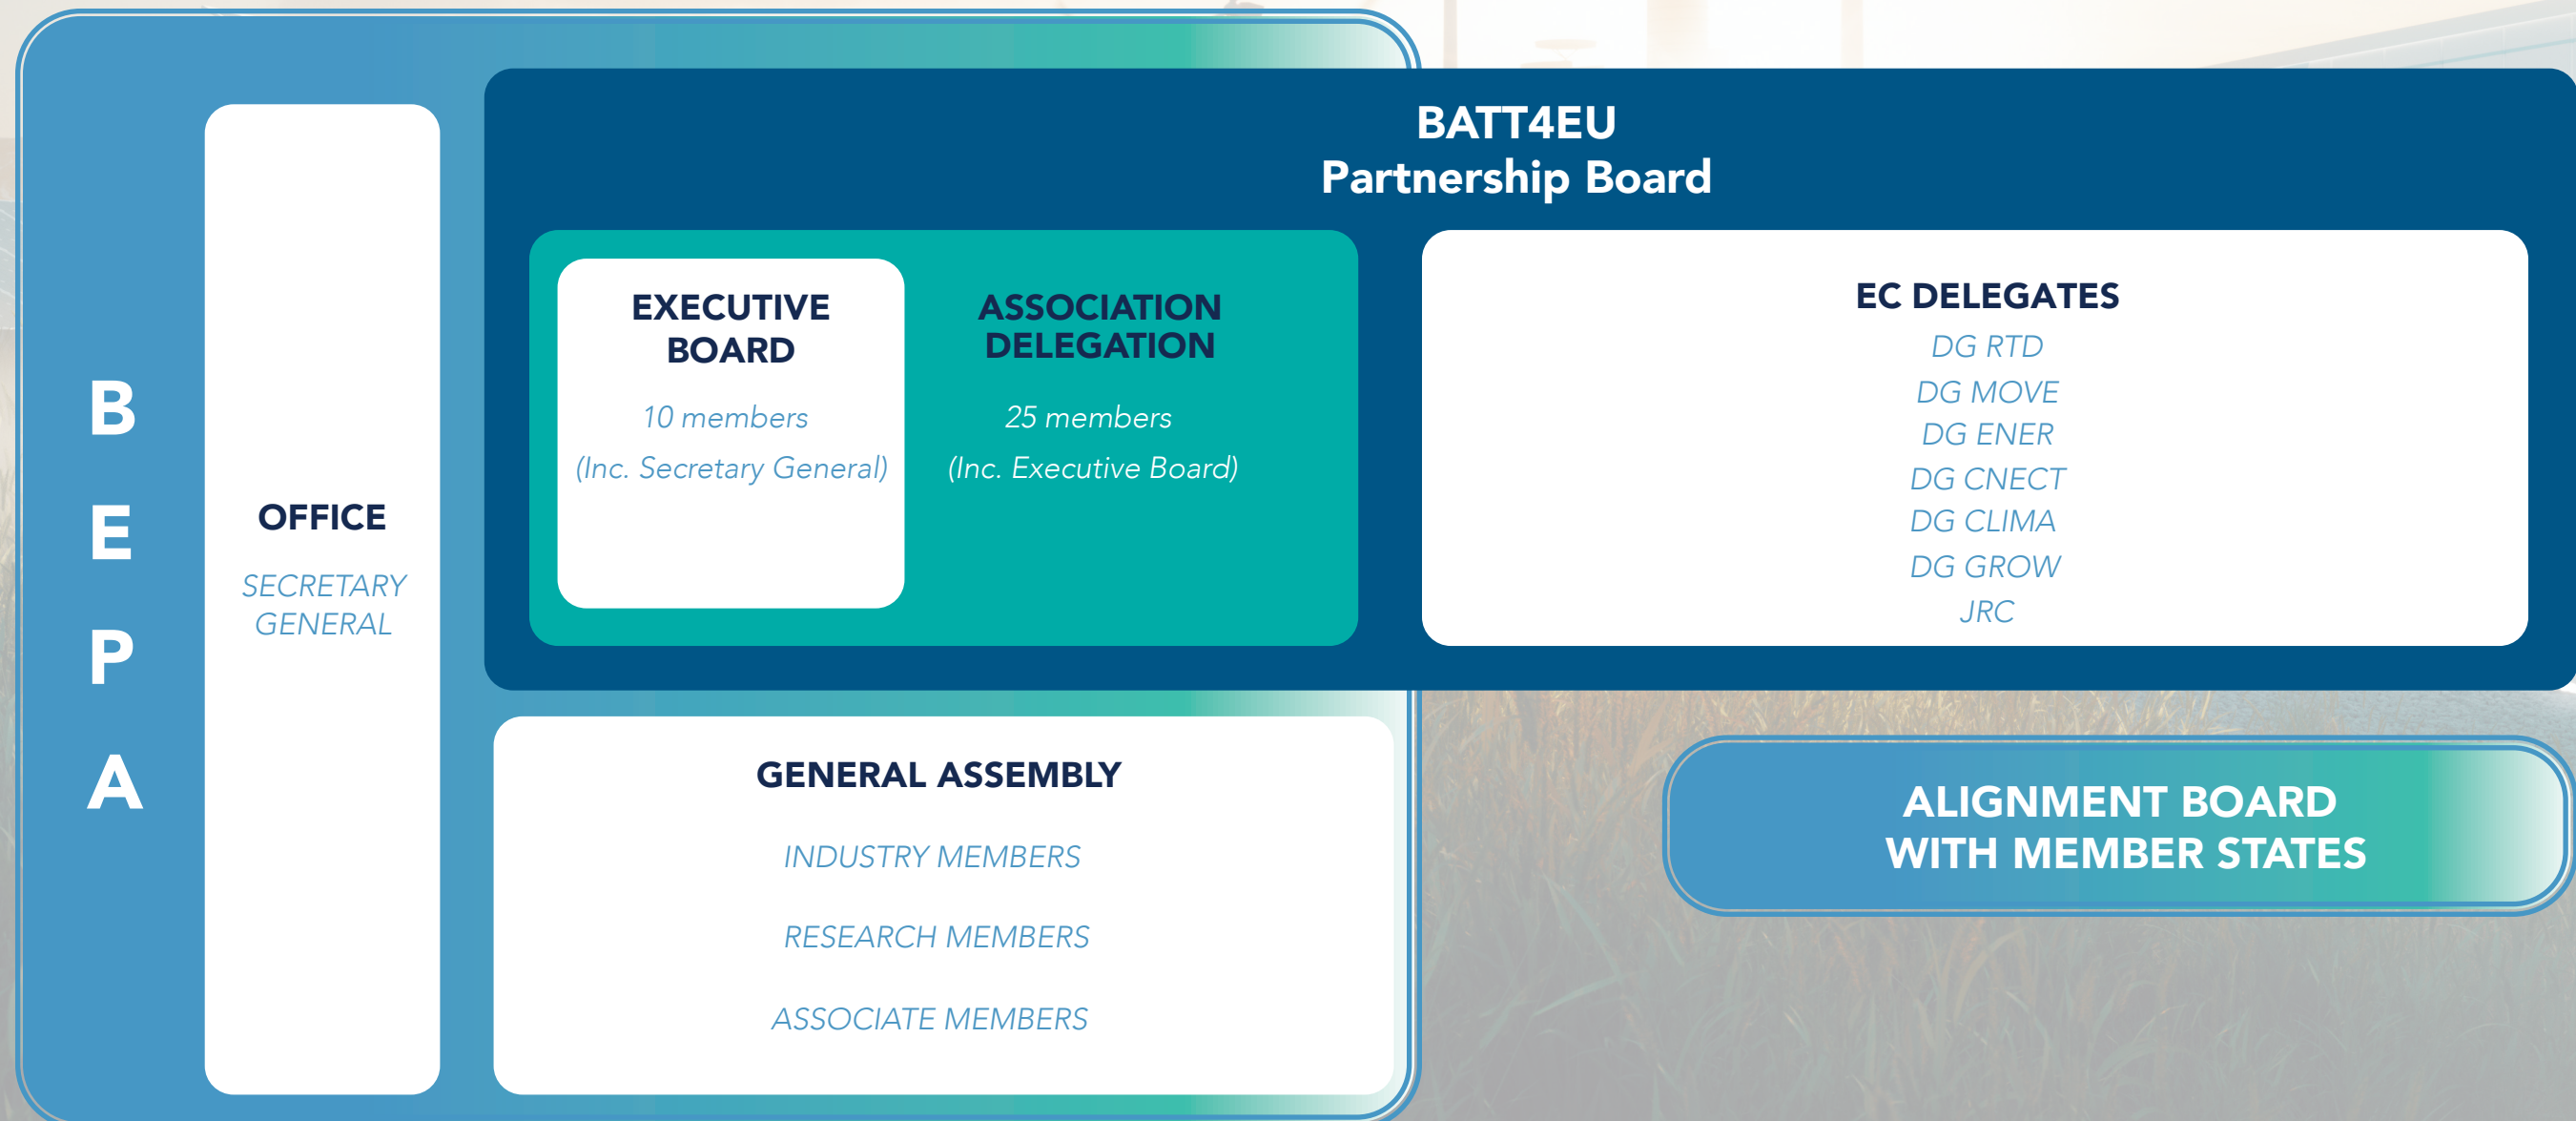 B
E
P
A
OFFICE
SECRETARY
GENERAL
BATT4EU
Partnership Board
EXECUTIVE
BOARD
10 members
(Inc. Secretary General)
ASSOCIATION
DELEGATION
25 members
(Inc. Executive Board)
EC DELEGATES
DG RTD
DG MOVE
DG ENER
DG CNECT
DG CLIMA
DG GROW
JRC
GENERAL ASSEMBLY
INDUSTRY MEMBERS
RESEARCH MEMBERS
ASSOCIATE MEMBERS
ALIGNMENT BOARD
WITH MEMBER STATES